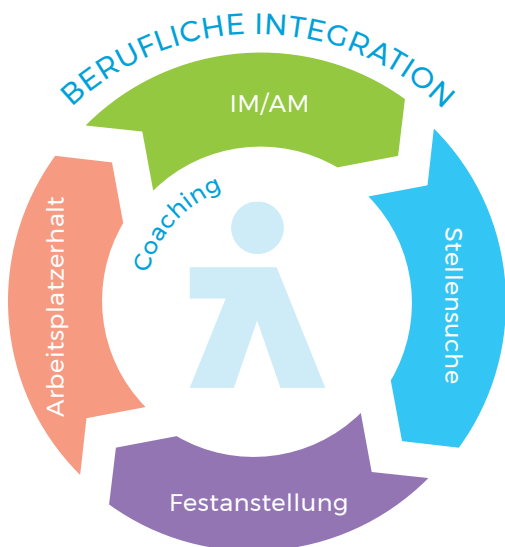 BERUFLICHE INTEGRATION
IM/AM
Coaching
Stellensuche
Festanstellung
Arbeitsplatzerhalt